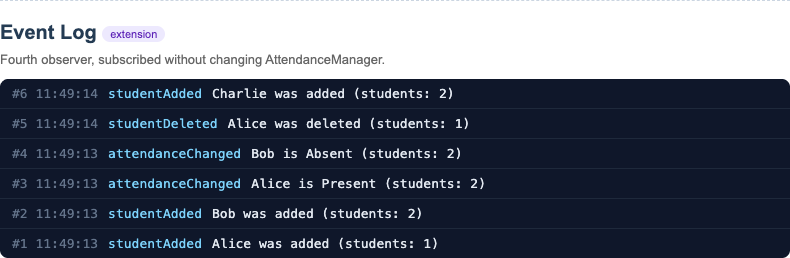 Event Log extension
Fourth observer, subscribed without changing AttendanceManager.
#6 11:49:14 studentAdded Charlie was added (students: 2)
#5 11:49:14 studentDeleted Alice was deleted (students: 1)
#4 11:49:13 attendanceChanged Bob is Absent (students: 2)
#3 11:49:13 attendanceChanged Alice is Present (students: 2)
#2 11:49:13 studentAdded Bob was added (students: 2)
#1 11:49:13 studentAdded Alice was added (students: 1)